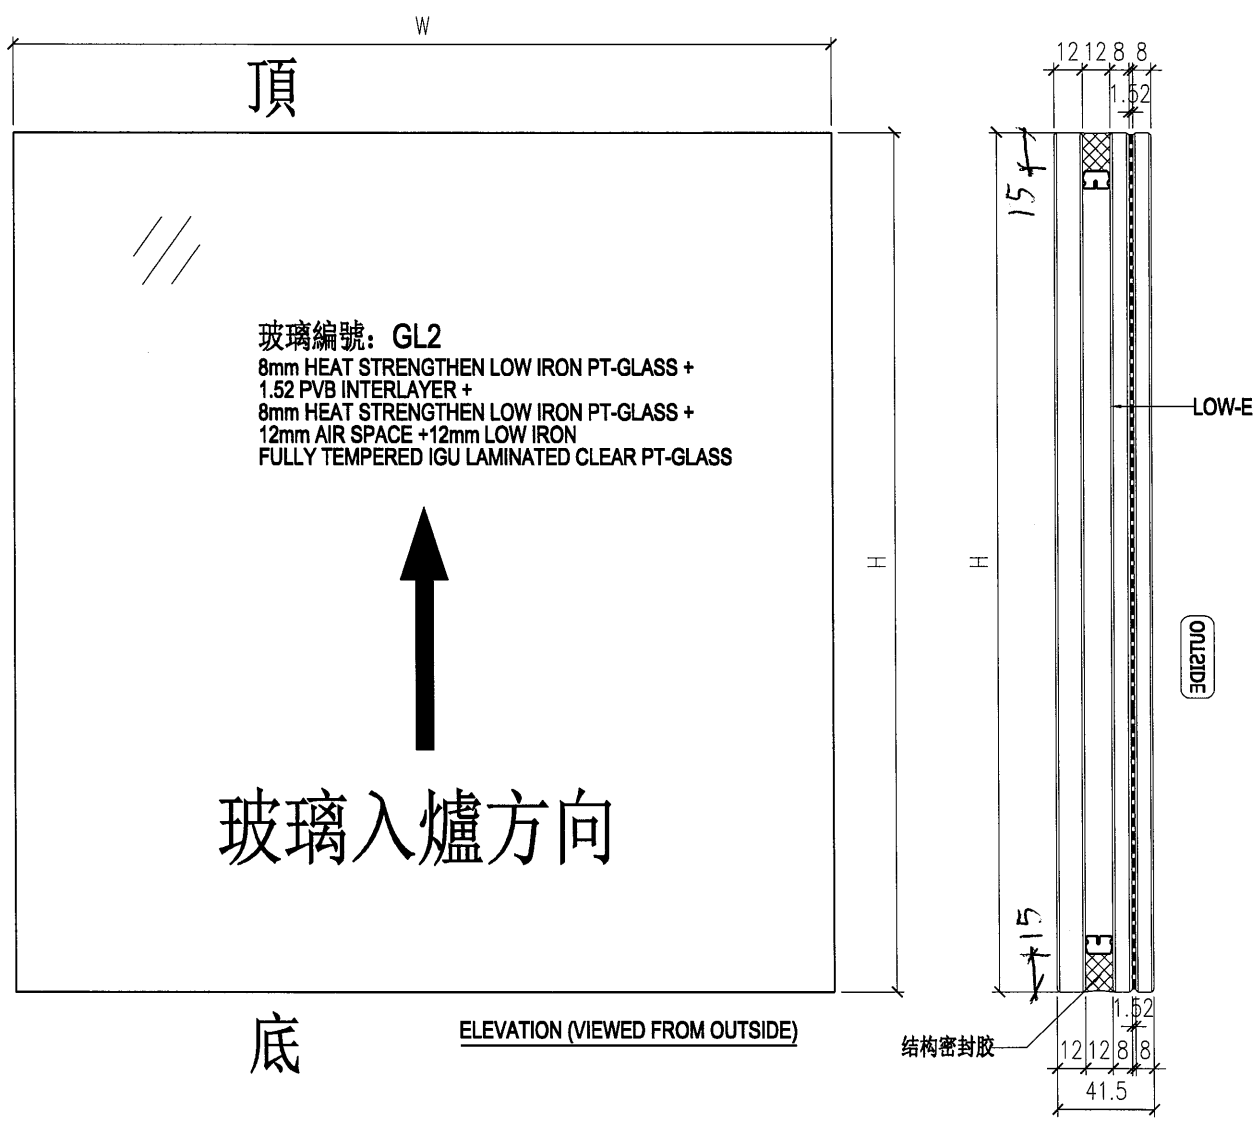 W
頂
玻璃編號： GL2
8mm HEAT STRENGTHEN LOW IRON PT-GLASS +
1.52 PVB INTERLAYER +
8mm HEAT STRENGTHEN LOW IRON PT-GLASS +
12mm AIR SPACE +12mm LOW IRON
FULLY TEMPERED IGU LAMINATED CLEAR PT-GLASS
玻璃入爐方向
底
ELEVATION (VIEWED FROM OUTSIDE)
H
H
12 12 8 8
1.52
15
LOW-E
OUTSIDE
15
结构密封胶
1.52
12 12 8 8
41.5